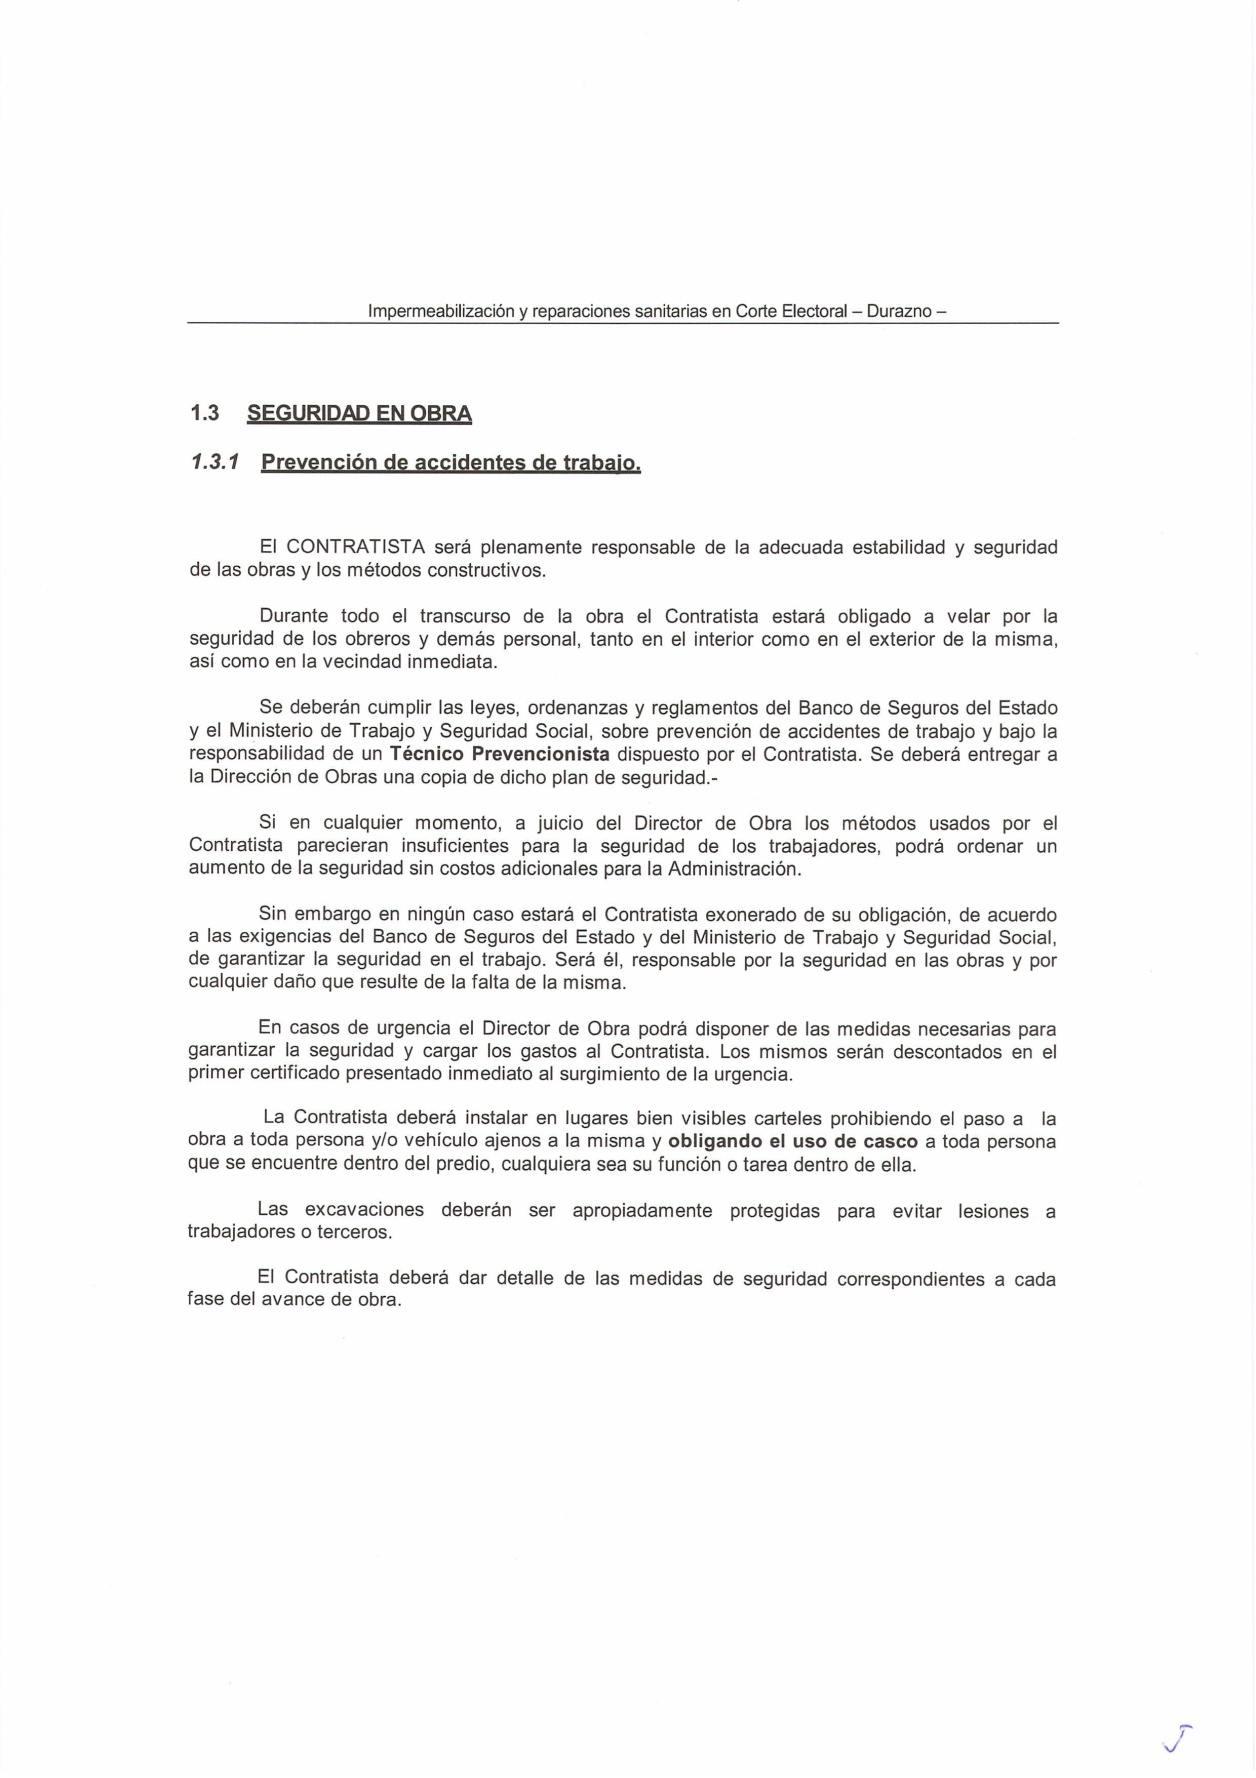 Impermeabilización y reparaciones sanitarias en Corte Electoral – Durazno –
1.3 SEGURIDAD EN OBRA
1.3.1 Prevención de accidentes de trabajo.
El CONTRATISTA será plenamente responsable de la adecuada estabilidad y seguridad
de las obras y los métodos constructivos.
Durante todo el transcurso de la obra el Contratista estará obligado a velar por la
seguridad de los obreros y demás personal, tanto en el interior como en el exterior de la misma,
así como en la vecindad inmediata.
Se deberán cumplir las leyes, ordenanzas y reglamentos del Banco de Seguros del Estado
y el Ministerio de Trabajo y Seguridad Social, sobre prevención de accidentes de trabajo y bajo la
responsabilidad de un Técnico Prevencionista dispuesto por el Contratista. Se deberá entregar a
la Dirección de Obras una copia de dicho plan de seguridad.-
Si en cualquier momento, a juicio del Director de Obra los métodos usados por el
Contratista parecieran insuficientes para la seguridad de los trabajadores, podrá ordenar un
aumento de la seguridad sin costos adicionales para la Administración.
Sin embargo en ningún caso estará el Contratista exonerado de su obligación, de acuerdo
a las exigencias del Banco de Seguros del Estado y del Ministerio de Trabajo y Seguridad Social,
de garantizar la seguridad en el trabajo. Será él, responsable por la seguridad en las obras y por
cualquier daño que resulte de la falta de la misma.
En casos de urgencia el Director de Obra podrá disponer de las medidas necesarias para
garantizar la seguridad y cargar los gastos al Contratista. Los mismos serán descontados en el
primer certificado presentado inmediato al surgimiento de la urgencia.
La Contratista deberá instalar en lugares bien visibles carteles prohibiendo el paso a la
obra a toda persona y/o vehículo ajenos a la misma y obligando el uso de casco a toda persona
que se encuentre dentro del predio, cualquiera sea su función o tarea dentro de ella.
Las excavaciones deberán ser apropiadamente protegidas para evitar lesiones a
trabajadores o terceros.
El Contratista deberá dar detalle de las medidas de seguridad correspondientes a cada
fase del avance de obra.